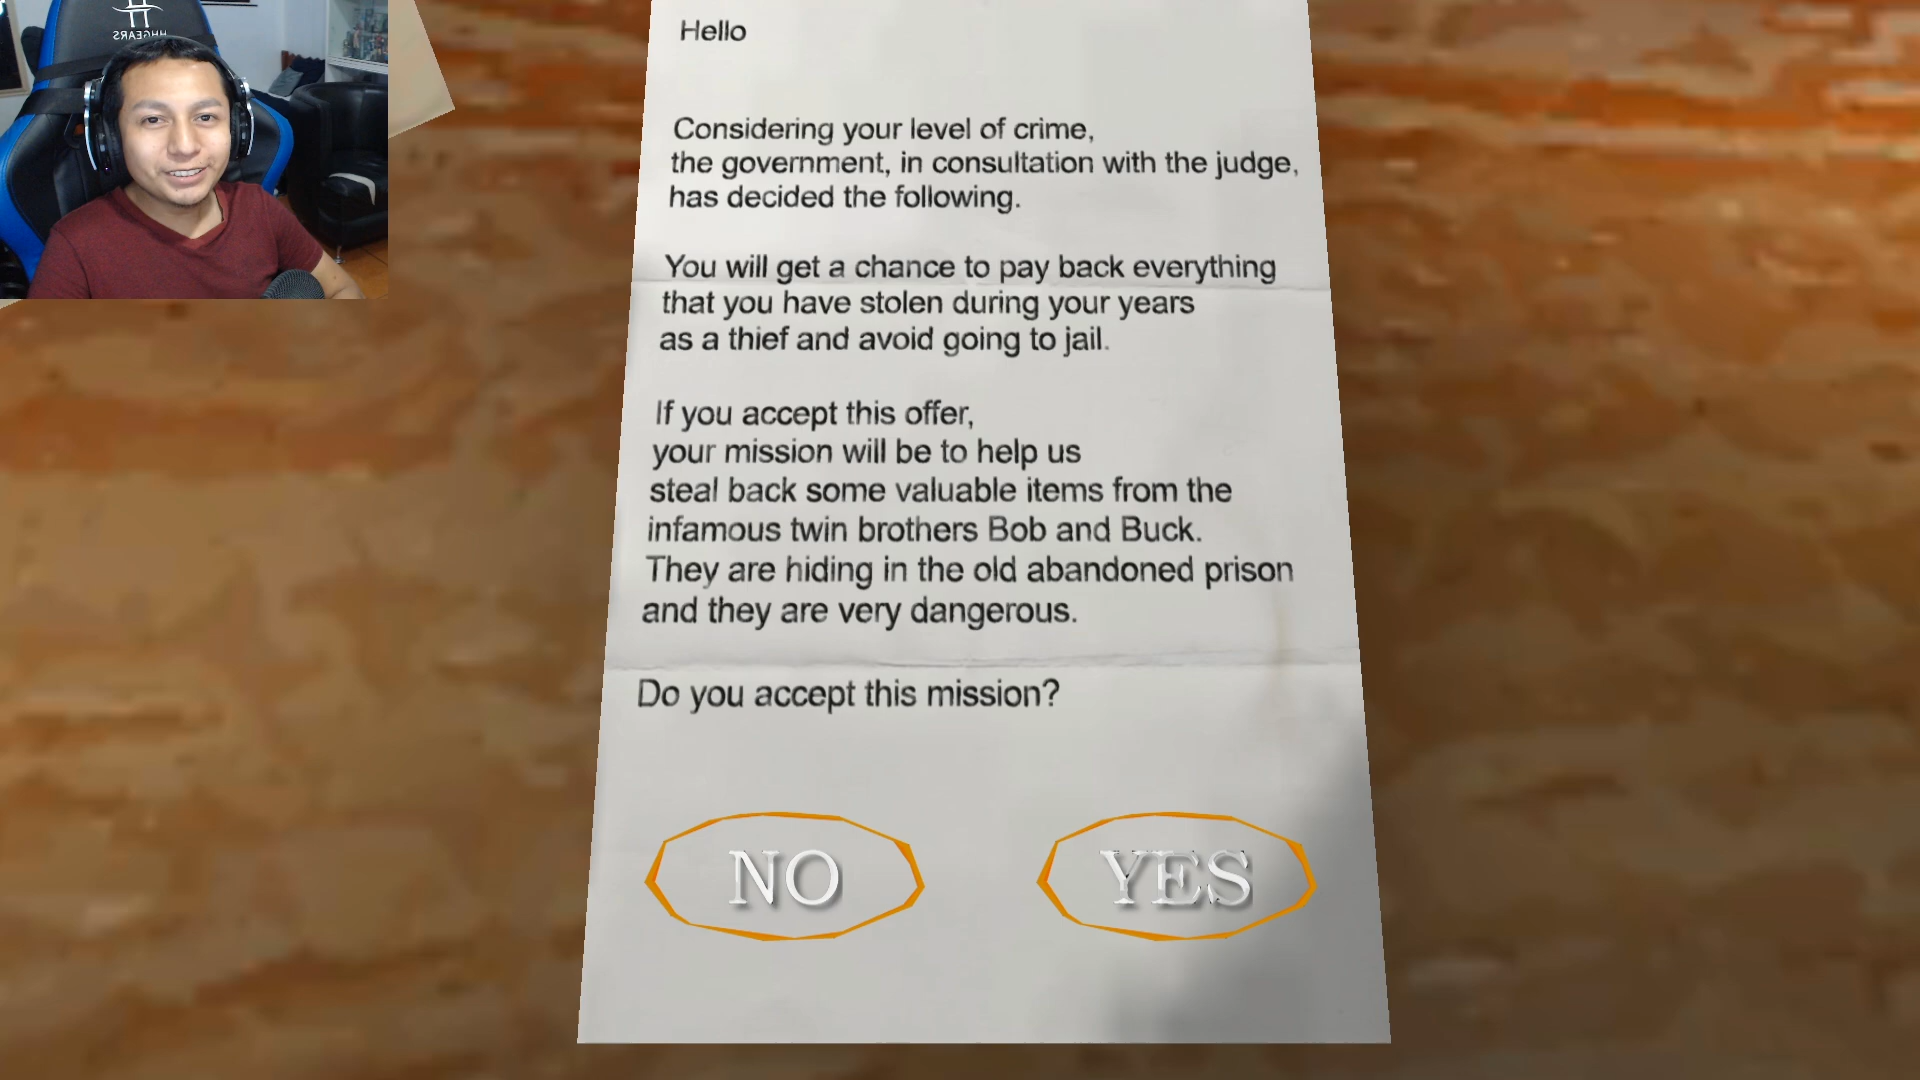 HHGEARS
Hello
Considering your level of crime,
the government, in consultation with the judge,
has decided the following.
You will get a chance to pay back everything
that you have stolen during your years
as a thief and avoid going to jail.
If you accept this offer,
your mission will be to help us
steal back some valuable items from the
infamous twin brothers Bob and Buck.
They are hiding in the old abandoned prison
and they are very dangerous.
Do you accept this mission?
NO
YES